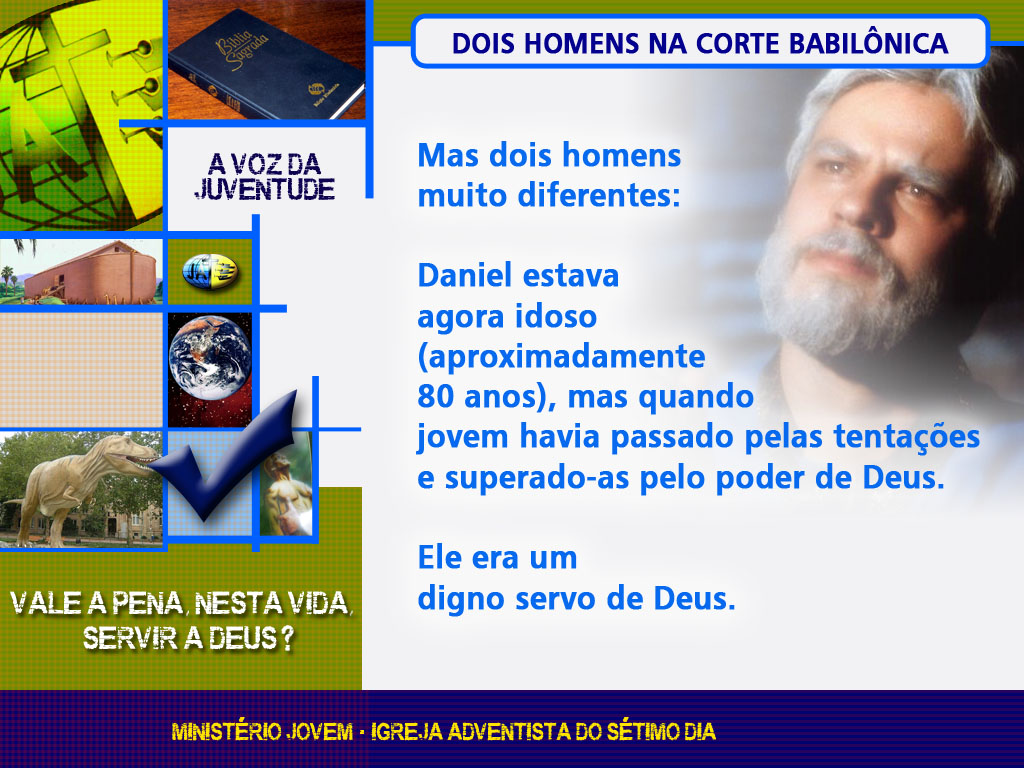 DOIS HOMENS NA CORTE BABILÔNICA
Bíblia
Sagrada
A VOZ DA
JUVENTUDE
Mas dois homens
muito diferentes:
Daniel estava
agora idoso
(aproximadamente
80 anos), mas quando
jovem havia passado pelas tentações
e superado-as pelo poder de Deus.
Ele era um
digno servo de Deus.
VALE A PENA, NESTA VIDA,
SERVIR A DEUS?
MINISTÉRIO JOVEM - IGREJA ADVENTISTA DO SÉTIMO DIA